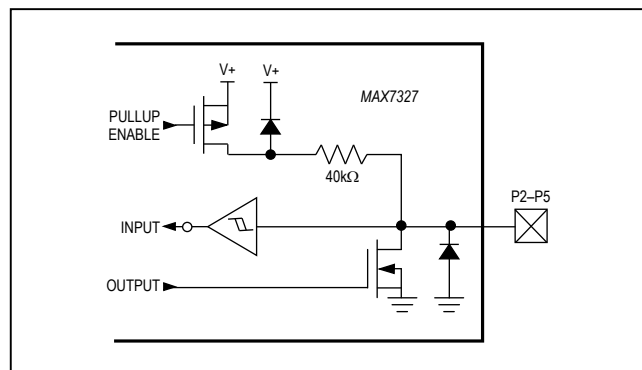 V+ V+
MAX7327
PULLUP
ENABLE
40kΩ
P2–P5
INPUT
OUTPUT